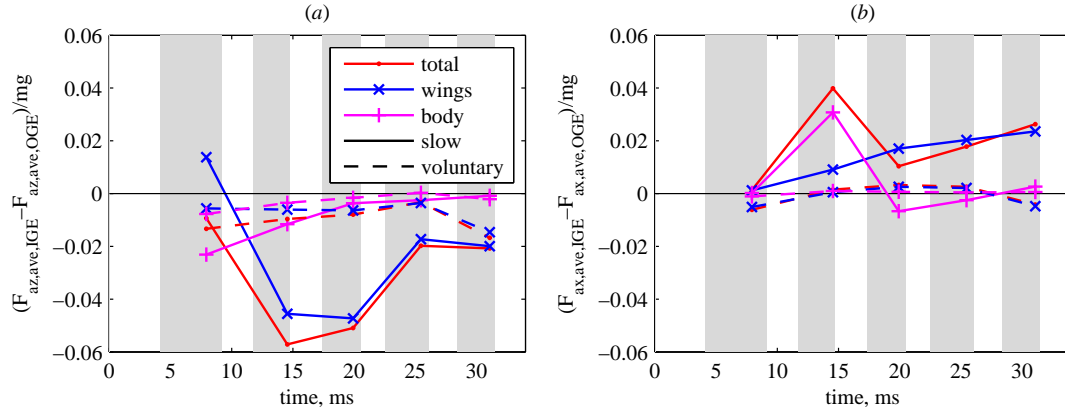 (a)
(F_az,ave,IGE−F_az,ave,OGE)/mg
0.06
0.04
0.02
0
−0.02
−0.04
−0.06
total
wings
body
slow
voluntary
0 5 10 15 20 25 30
time, ms
(b)
(F_ax,ave,IGE−F_ax,ave,OGE)/mg
0.06
0.04
0.02
0
−0.02
−0.04
−0.06
0 5 10 15 20 25 30
time, ms